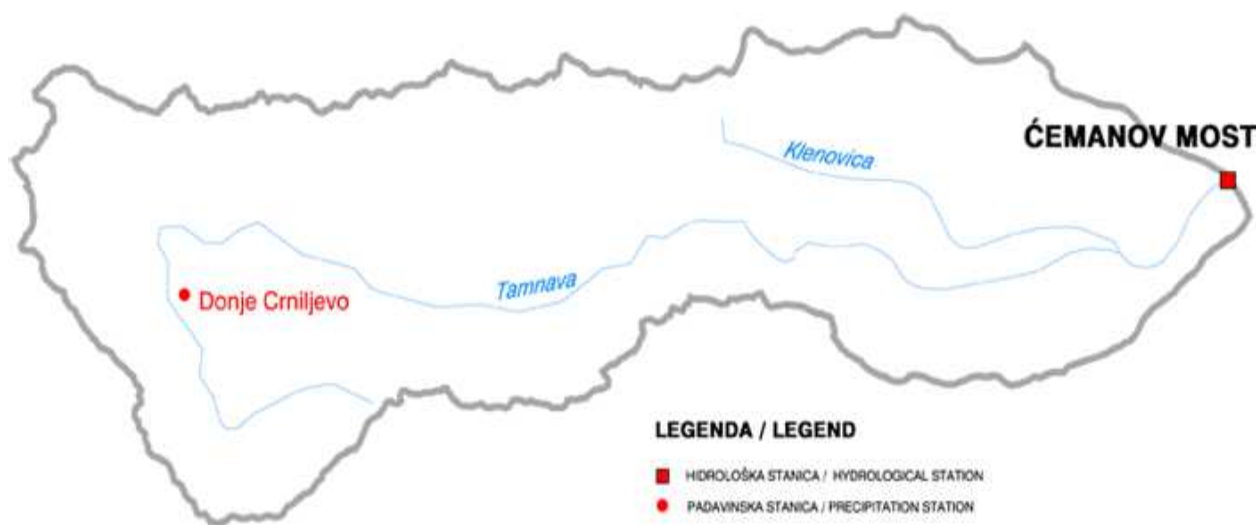 ĆEMANOV MOST
Klenovica
Tamnava
Donje Crniljevo
LEGENDA / LEGEND
HIDROLOŠKA STANICA / HYDROLOGICAL STATION
PADAVINSKA STANICA / PRECIPITATION STATION